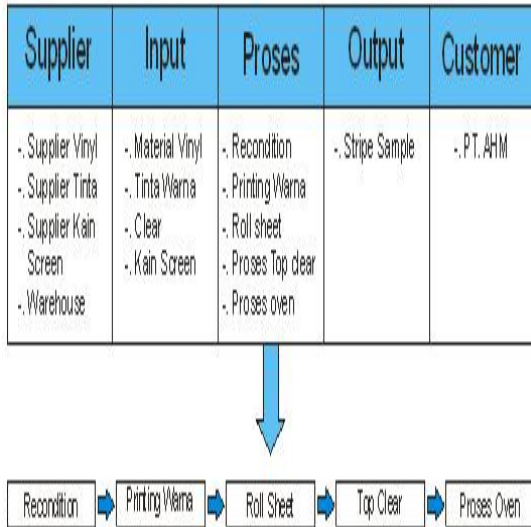 Supplier
Input
Proses
Output
Customer
-. Supplier Vinyl
-. Supplier Tinta
-. Supplier Kain
Screen
-. Warehouse
-. Material Vinyl
-. Tinta Warna
-. Clear
-. Kain Screen
-. Recondition
-. Printing Warna
-. Roll sheet
-. Proses Top clear
-. Proses oven
-. Stripe Sample
-. PT. AHM
Recondition
Printing Warna
Roll Sheet
Top Clear
Proses Oven